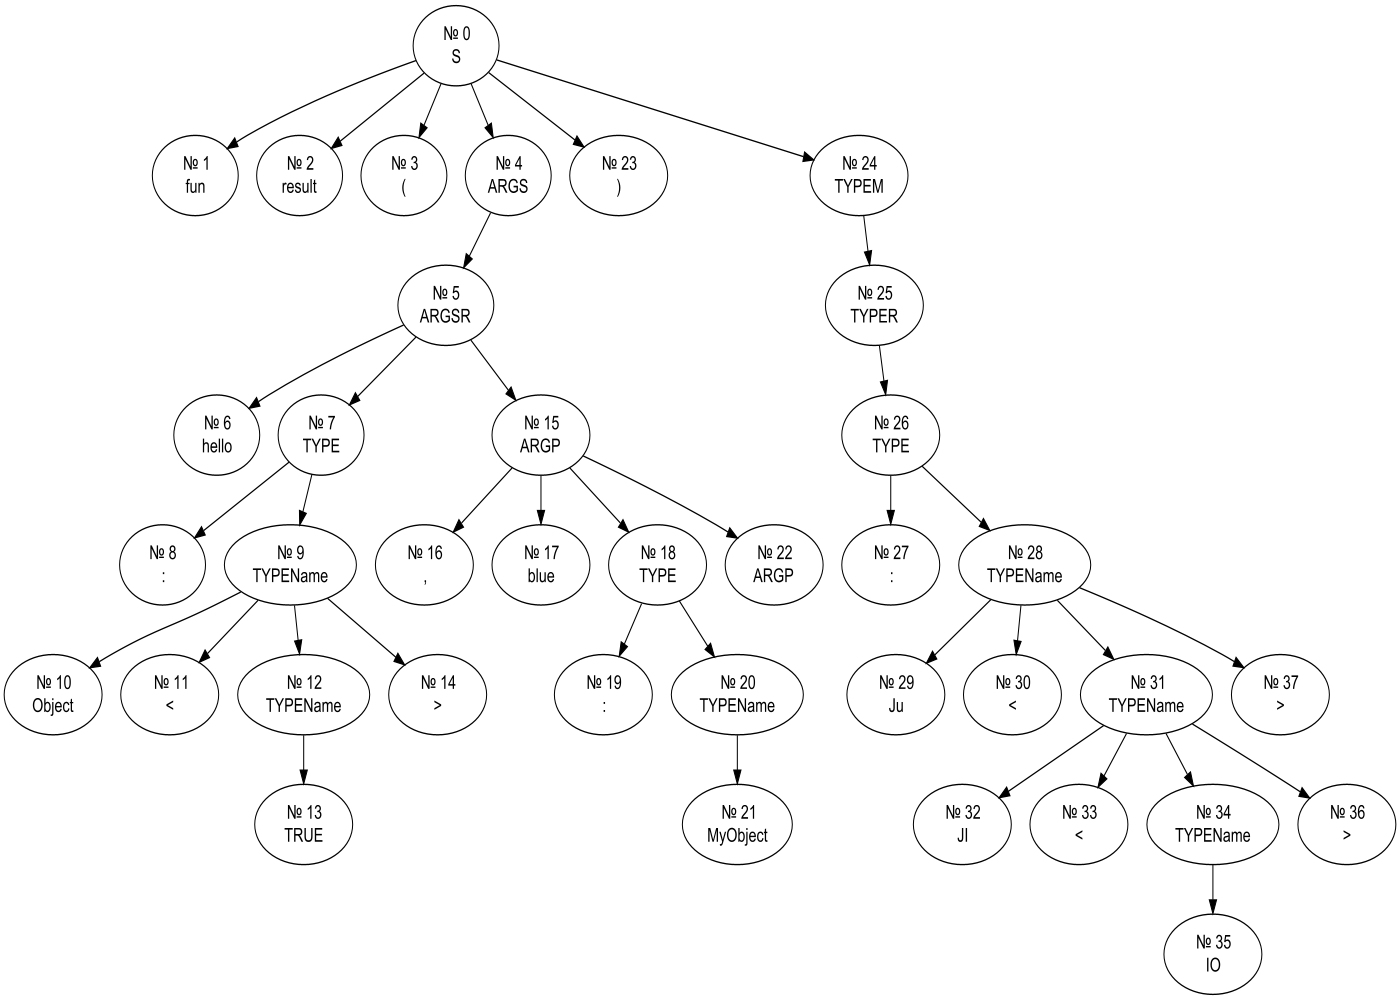 № 0
S
№ 1
fun
№ 2
result
№ 3
(
№ 4
ARGS
№ 23
)
№ 24
TYPEM
№ 5
ARGSR
№ 25
TYPER
№ 6
hello
№ 7
TYPE
№ 15
ARGP
№ 26
TYPE
№ 8
:
№ 9
TYPEName
№ 16
,
№ 17
blue
№ 18
TYPE
№ 22
ARGP
№ 27
:
№ 28
TYPEName
№ 10
Object
№ 11
<
№ 12
TYPEName
№ 14
>
№ 19
:
№ 20
TYPEName
№ 29
Ju
№ 30
<
№ 31
TYPEName
№ 37
>
№ 13
TRUE
№ 21
MyObject
№ 32
JI
№ 33
<
№ 34
TYPEName
№ 36
>
№ 35
IO